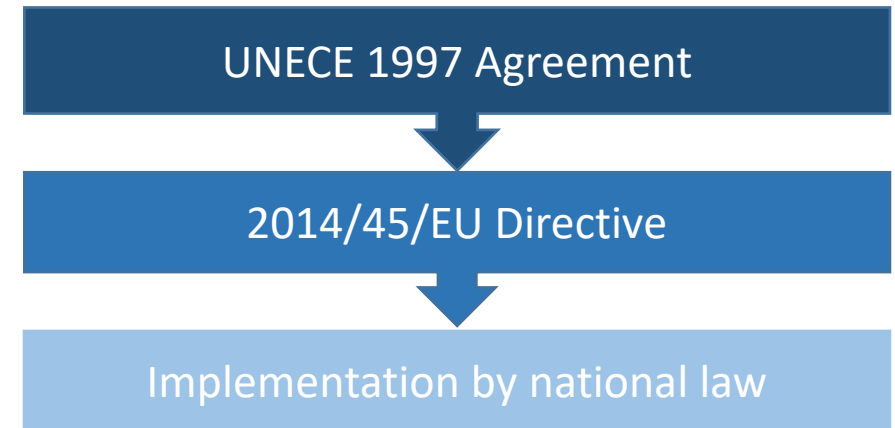 UNECE 1997 Agreement
2014/45/EU Directive
Implementation by national law